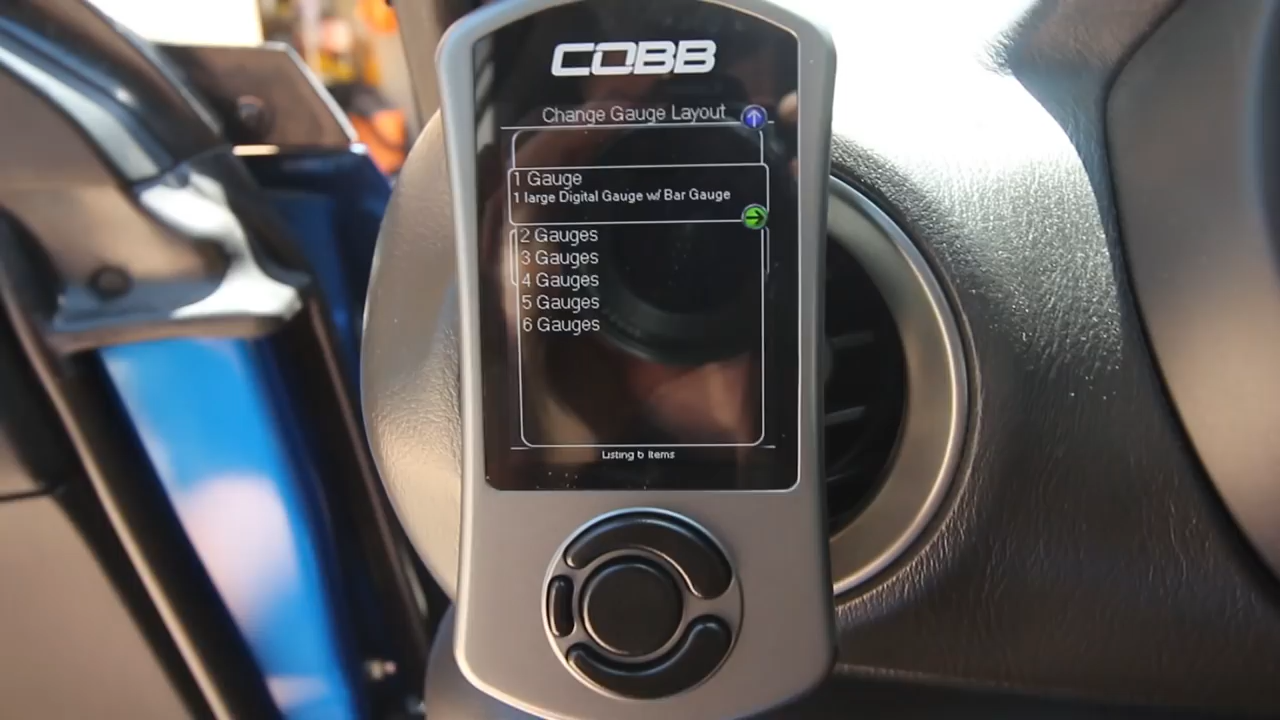 COBB
Change Gauge Layout
1 Gauge
1 large Digital Gauge w/ Bar Gauge
2 Gauges
3 Gauges
4 Gauges
5 Gauges
6 Gauges
Listing 6 Items